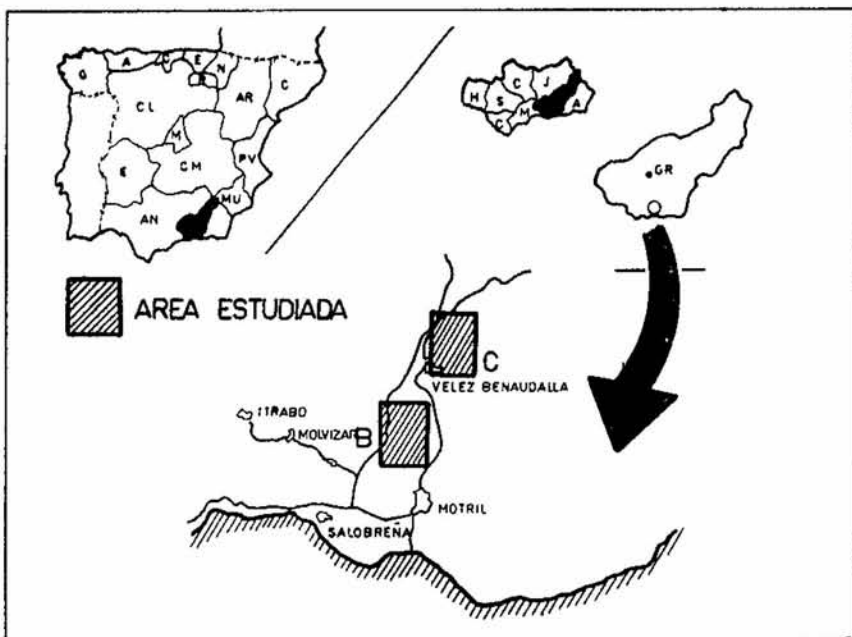 G
A
C
E
R
N
AR
C
CL
M
E
CM
PV
AN
MU
H
S
C
J
C
M
A
GR
AREA ESTUDIADA
C
VELEZ BENAUDALLA
ITRABO
MOLVIZAR
B
MOTRIL
SALOBREÑA